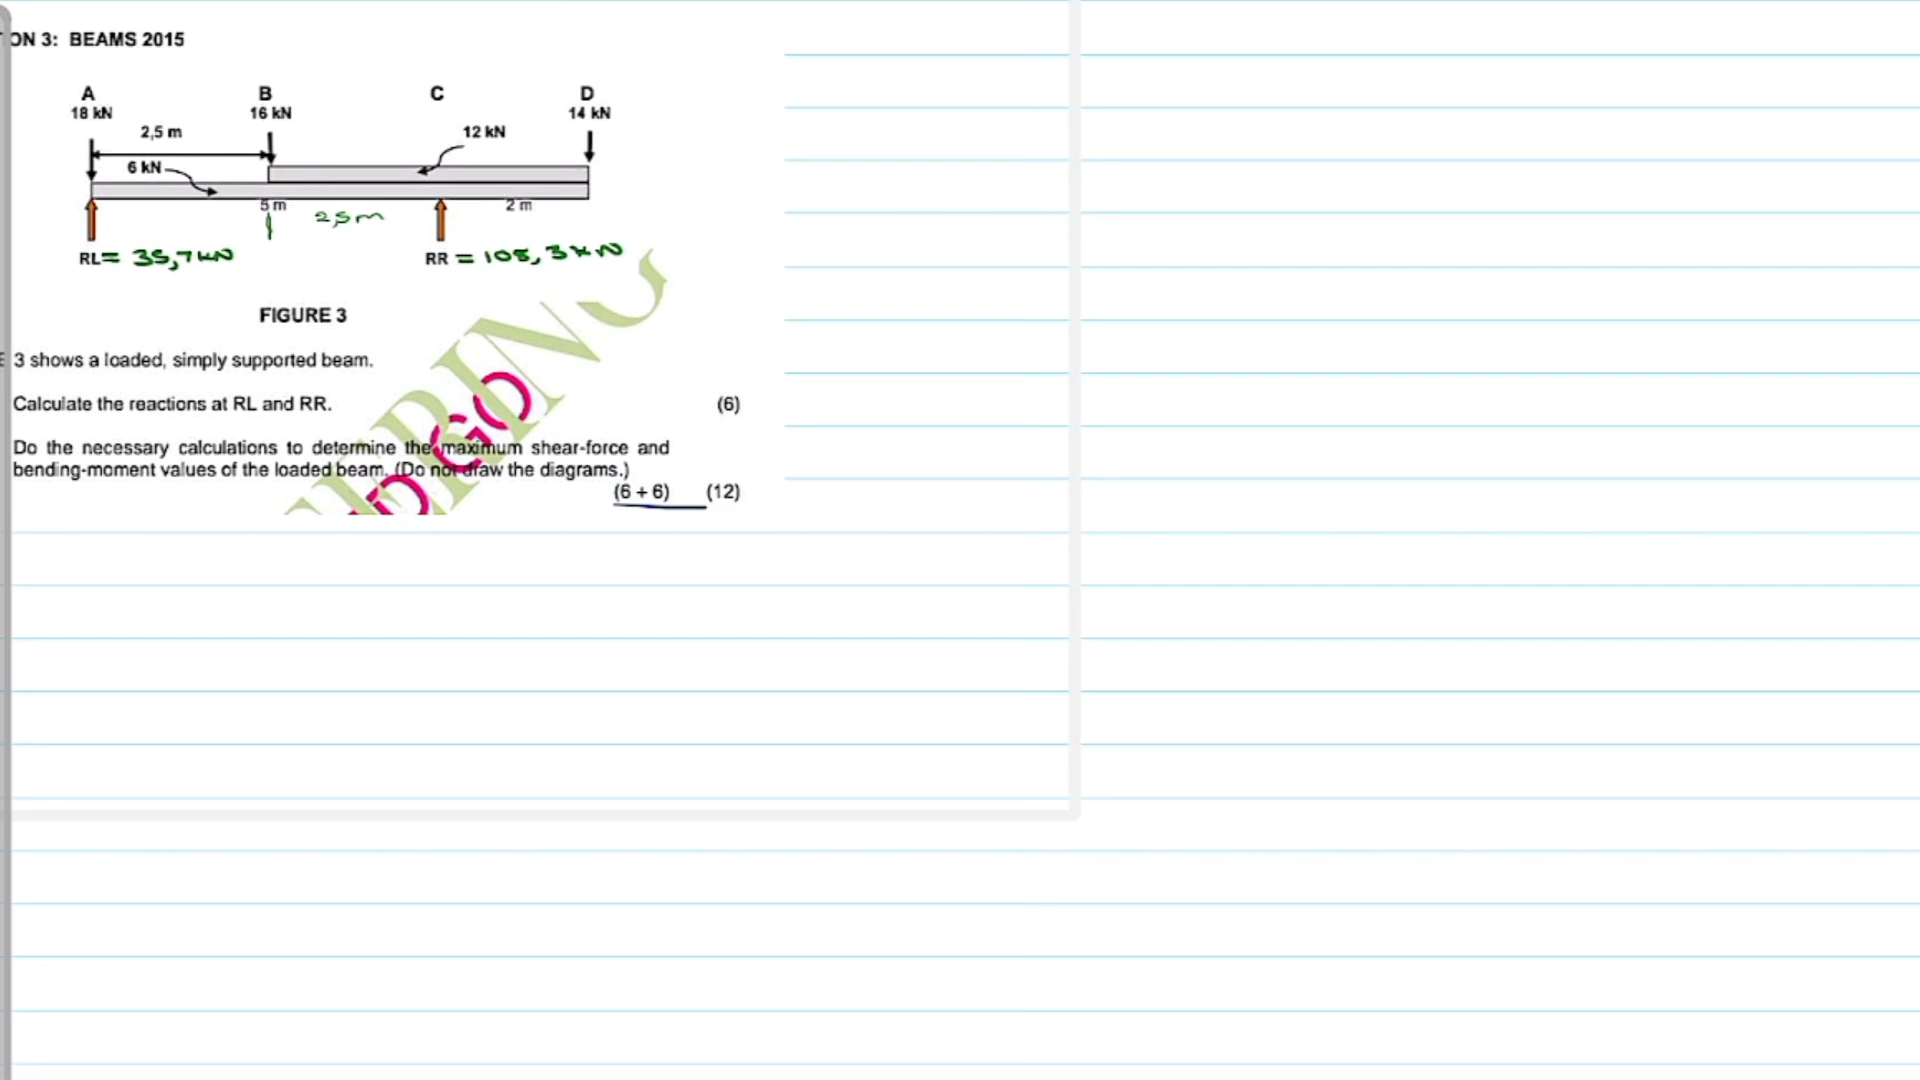 ON 3: BEAMS 2015
A B C D
18 kN 16 kN 14 kN
2,5 m 12 kN
6 kN
5 m 2,5m 2 m
RL= 35,7kN RR = 108,3kN
FIGURE 3
3 shows a loaded, simply supported beam.
Calculate the reactions at RL and RR. (6)
Do the necessary calculations to determine the maximum shear-force and
bending-moment values of the loaded beam. (Do not draw the diagrams.)
(6 + 6) (12)